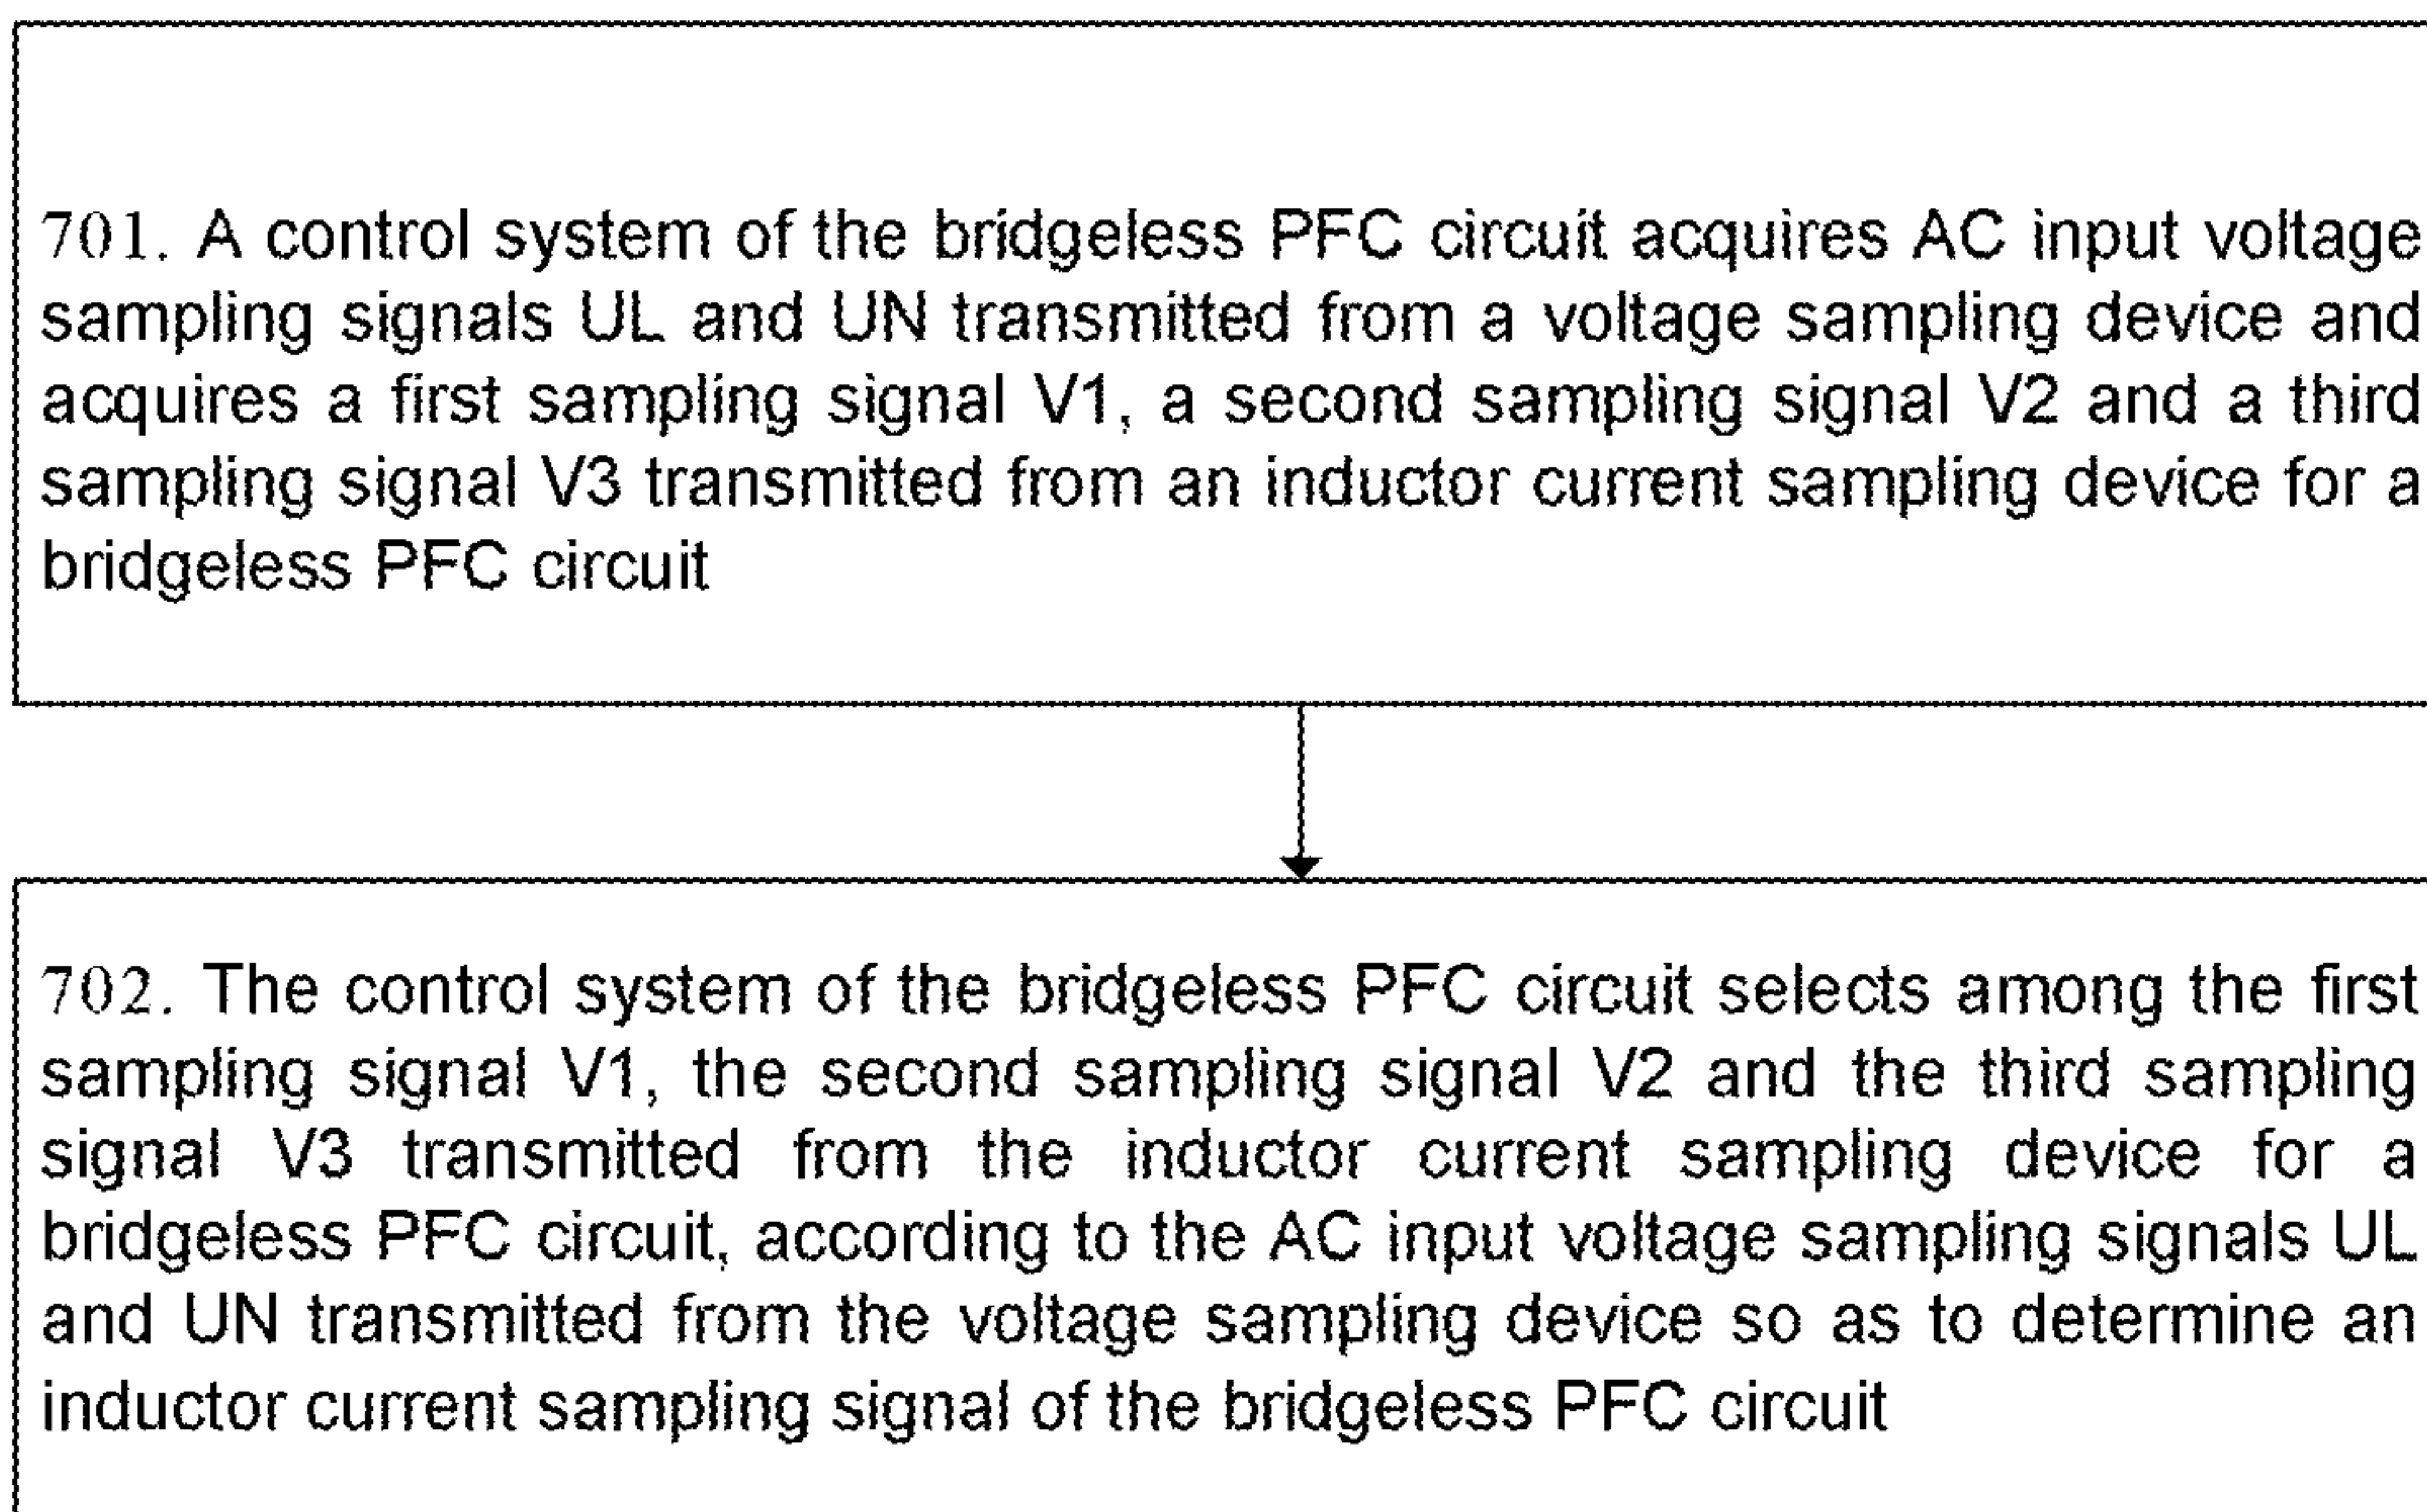 701. A control system of the bridgeless PFC circuit acquires AC input voltage
sampling signals UL and UN transmitted from a voltage sampling device and
acquires a first sampling signal V1, a second sampling signal V2 and a third
sampling signal V3 transmitted from an inductor current sampling device for a
bridgeless PFC circuit
702. The control system of the bridgeless PFC circuit selects among the first
sampling signal V1, the second sampling signal V2 and the third sampling
signal V3 transmitted from the inductor current sampling device for a
bridgeless PFC circuit, according to the AC input voltage sampling signals UL
and UN transmitted from the voltage sampling device so as to determine an
inductor current sampling signal of the bridgeless PFC circuit